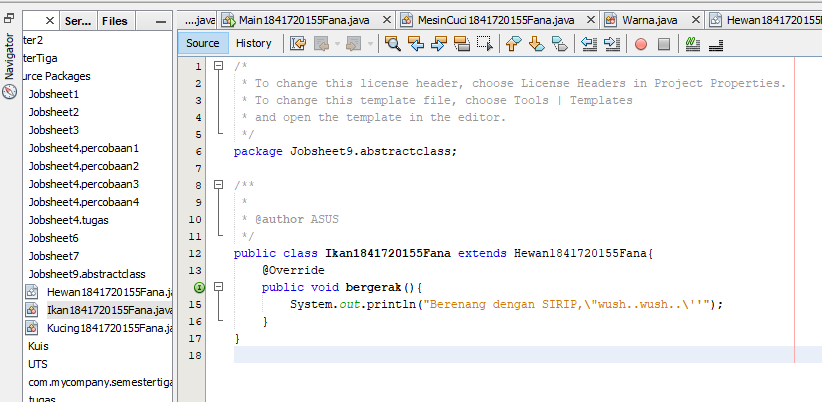 Navigator
Ser...
Files
ter2
terTiga
urce Packages
Jobsheet1
Jobsheet2
Jobsheet3
Jobsheet4.percobaan1
Jobsheet4.percobaan2
Jobsheet4.percobaan3
Jobsheet4.percobaan4
Jobsheet4.tugas
Jobsheet6
Jobsheet7
Jobsheet9.abstractclass
Hewan1841720155Fana.ja
Ikan1841720155Fana.java
Kucing1841720155Fana.ja
Kuis
UTS
com.mycompany.semestertiga
tugas
....java
Main1841720155Fana.java
MesinCuci1841720155Fana.java
Warna.java
Hewan1841720155F
Source
History
1 /*
2 * To change this license header, choose License Headers in Project Properties.
3 * To change this template file, choose Tools | Templates
4 * and open the template in the editor.
5 */
6 package Jobsheet9.abstractclass;
7
8 /**
9 *
10 * @author ASUS
11 */
12 public class Ikan1841720155Fana extends Hewan1841720155Fana{
13 @Override
public void bergerak(){
15 System.out.println("Berenang dengan SIRIP,\"wush..wush..\''");
16 }
17 }
18